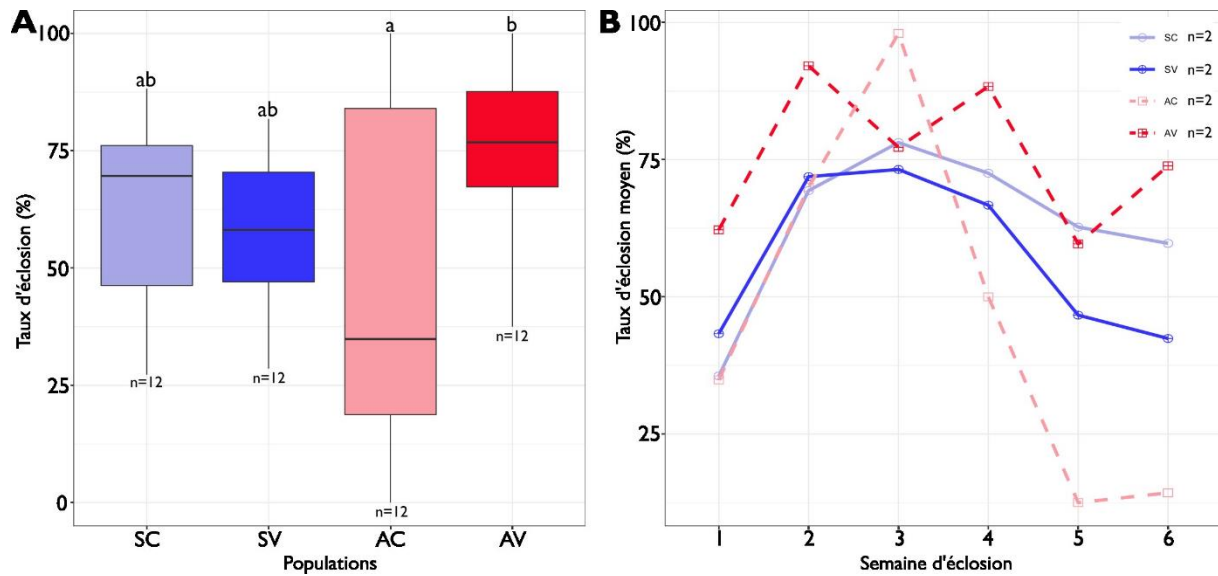 A
Taux d'éclosion (%)
100
75
50
25
0
ab
ab
a
b
n=12
n=12
n=12
n=12
SC
SV
AC
AV
Populations
B
Taux d'éclosion moyen (%)
100
75
50
25
SC n=2
SV n=2
AC n=2
AV n=2
1
2
3
4
5
6
Semaine d'éclosion